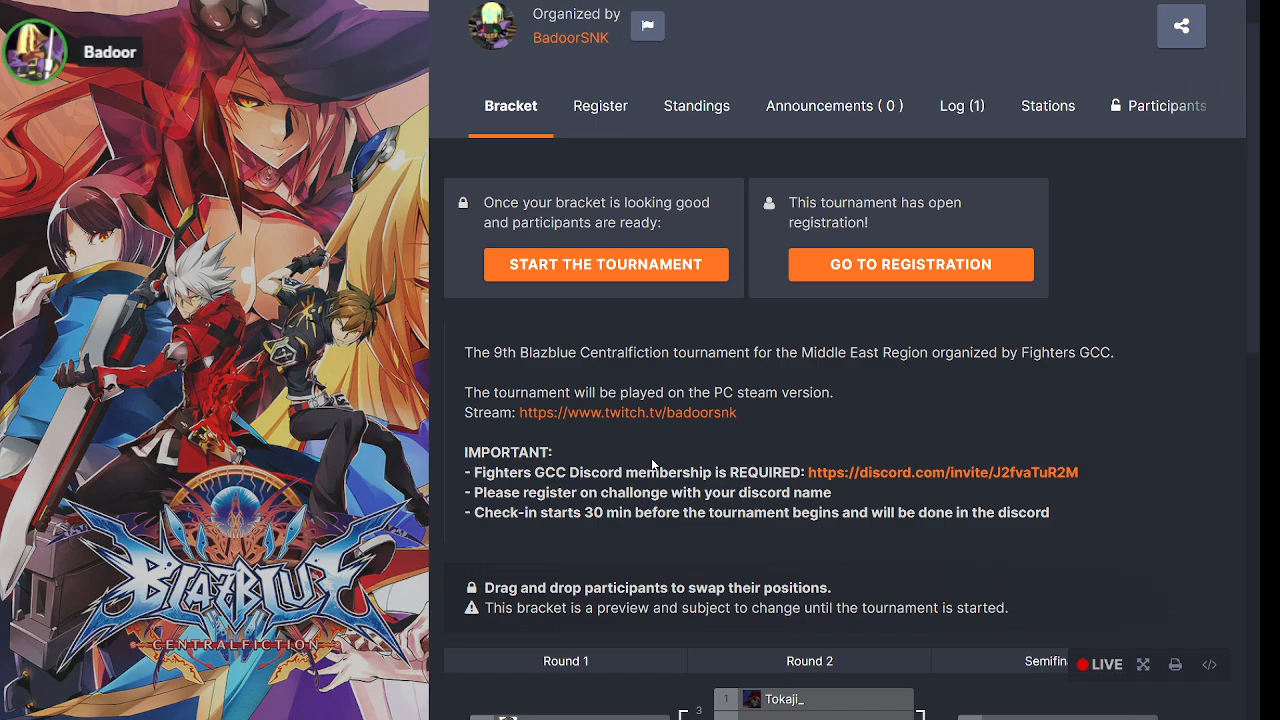 Badoor
BLAZBLUE
CENTRALFICTION
Organized by
BadoorSNK
Bracket
Register
Standings
Announcements ( 0 )
Log (1)
Stations
Participants
Once your bracket is looking good
and participants are ready:
START THE TOURNAMENT
This tournament has open
registration!
GO TO REGISTRATION
The 9th Blazblue Centralfiction tournament for the Middle East Region organized by Fighters GCC.
The tournament will be played on the PC steam version.
Stream: https://www.twitch.tv/badoorsnk
IMPORTANT:
- Fighters GCC Discord membership is REQUIRED: https://discord.com/invite/J2fvaTuR2M
- Please register on challonge with your discord name
- Check-in starts 30 min before the tournament begins and will be done in the discord
Drag and drop participants to swap their positions.
This bracket is a preview and subject to change until the tournament is started.
Round 1
Round 2
Semifin
LIVE
1 Tokaji_
3